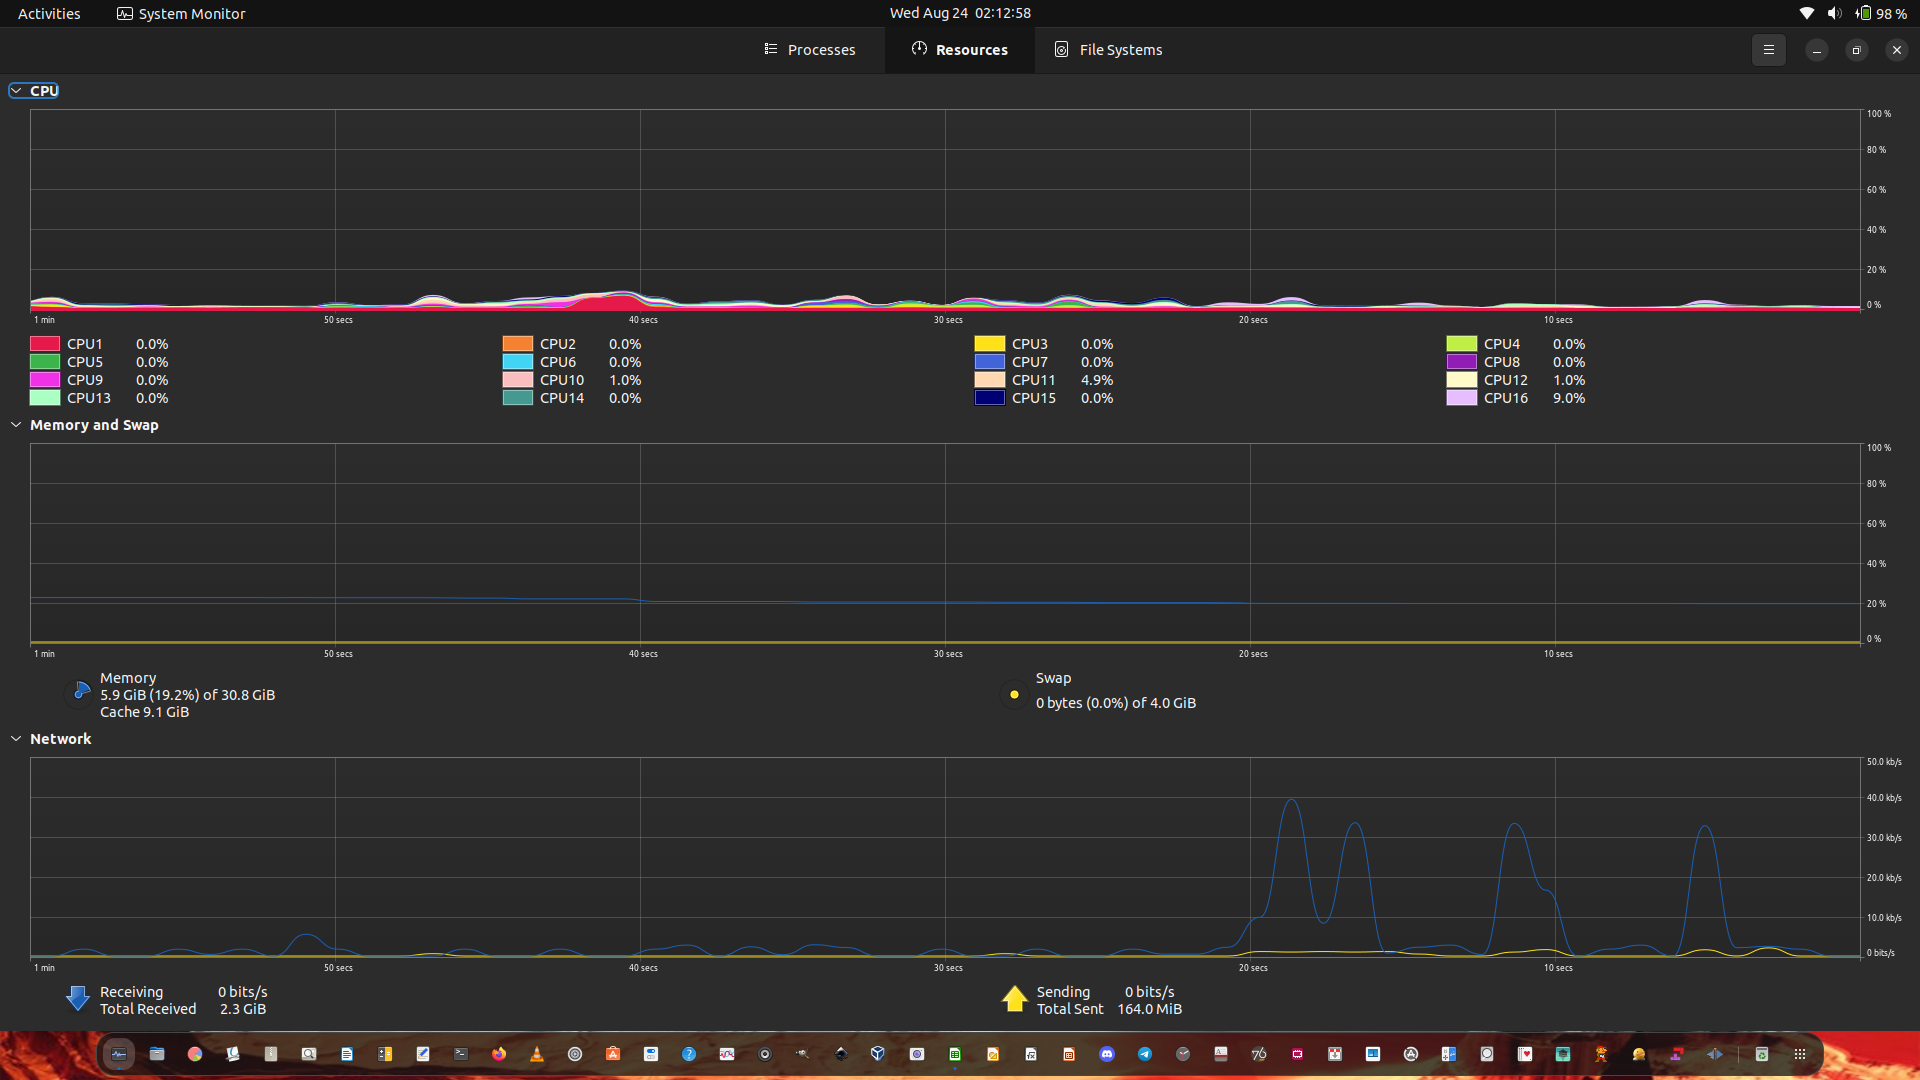 Activities System Monitor Wed Aug 24 02:12:58 98 %
Processes Resources File Systems
CPU
100 %
80 %
60 %
40 %
20 %
0 %
1 min 50 secs 40 secs 30 secs 20 secs 10 secs
CPU1 0.0% CPU2 0.0% CPU3 0.0% CPU4 0.0%
CPU5 0.0% CPU6 0.0% CPU7 0.0% CPU8 0.0%
CPU9 0.0% CPU10 1.0% CPU11 4.9% CPU12 1.0%
CPU13 0.0% CPU14 0.0% CPU15 0.0% CPU16 9.0%
Memory and Swap
100 %
80 %
60 %
40 %
20 %
0 %
1 min 50 secs 40 secs 30 secs 20 secs 10 secs
Memory
5.9 GiB (19.2%) of 30.8 GiB
Cache 9.1 GiB
Swap
0 bytes (0.0%) of 4.0 GiB
Network
50.0 kb/s
40.0 kb/s
30.0 kb/s
20.0 kb/s
10.0 kb/s
0 bits/s
1 min 50 secs 40 secs 30 secs 20 secs 10 secs
Receiving 0 bits/s
Total Received 2.3 GiB
Sending 0 bits/s
Total Sent 164.0 MiB
76